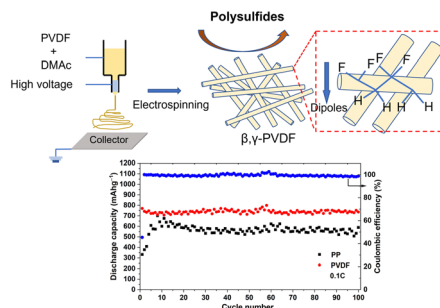 Polysulfides
PVDF
+
DMAc
High voltage
Electrospinning
Collector
β,γ-PVDF
Dipoles
F
F
F
F
H
H
H
H
Discharge capacity (mAhg⁻¹)
1100
1000
900
800
700
600
500
400
300
200
100
0
0
10
20
30
40
50
60
70
80
90
100
Cycle number
100
80
60
40
20
0
Coulombic efficiency (%)
PP
PVDF
0.1C